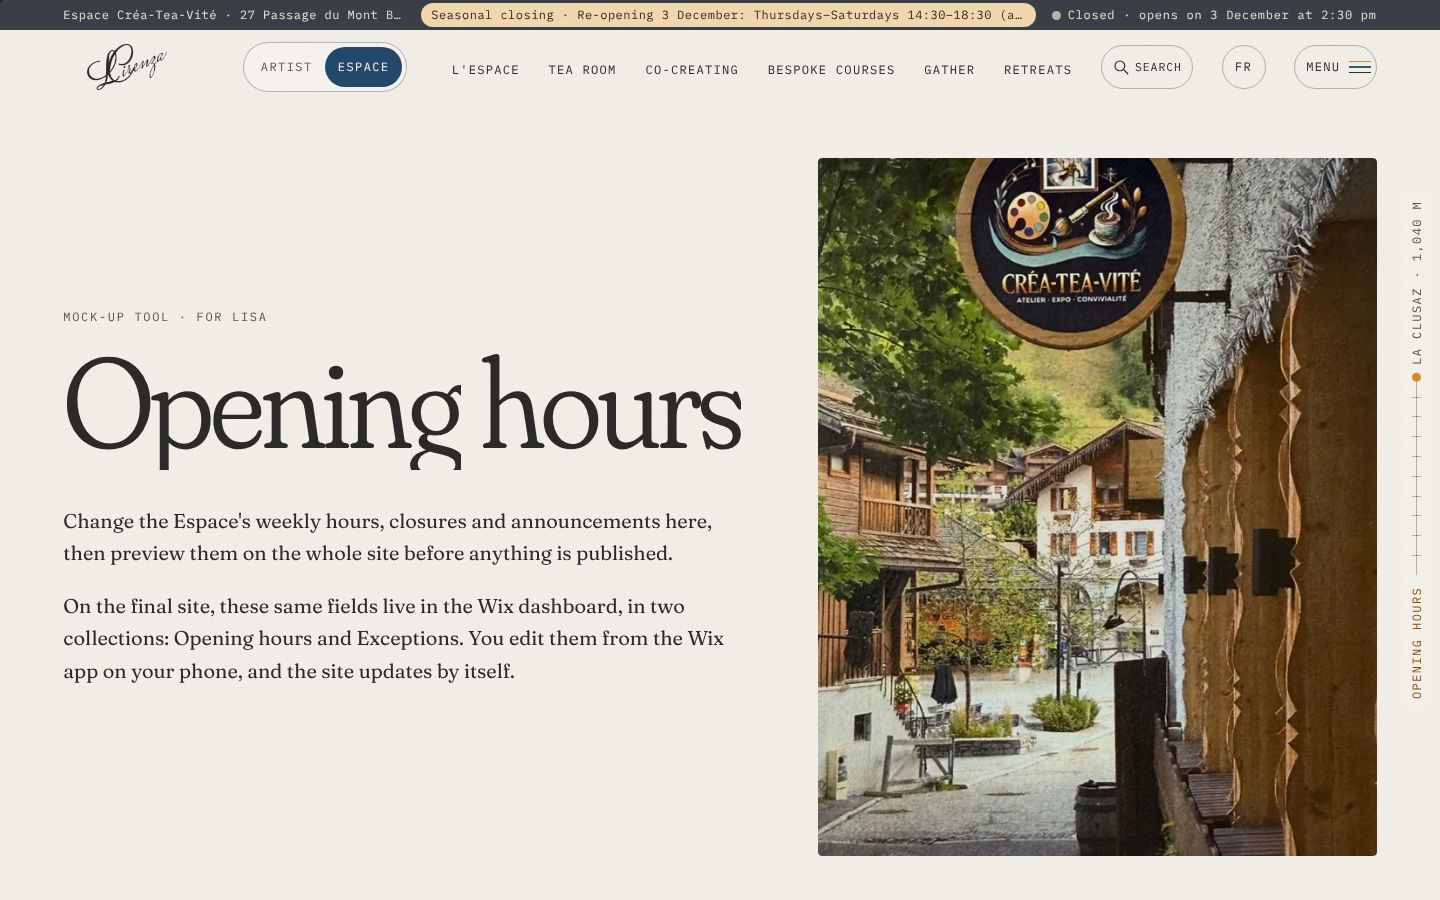 Espace Créa-Tea-Vité · 27 Passage du Mont B…
Seasonal closing · Re-opening 3 December: Thursdays–Saturdays 14:30–18:30 (a…
Closed · opens on 3 December at 2:30 pm
Lirenza
ARTIST
ESPACE
L'ESPACE
TEA ROOM
CO-CREATING
BESPOKE COURSES
GATHER
RETREATS
SEARCH
FR
MENU
MOCK-UP TOOL · FOR LISA
Opening hours
Change the Espace's weekly hours, closures and announcements here,
then preview them on the whole site before anything is published.
On the final site, these same fields live in the Wix dashboard, in two
collections: Opening hours and Exceptions. You edit them from the Wix
app on your phone, and the site updates by itself.
CRÉA-TEA-VITÉ
ATELIER · EXPO · CONVIVIALITÉ
LA CLUSAZ · 1,040 M
OPENING HOURS